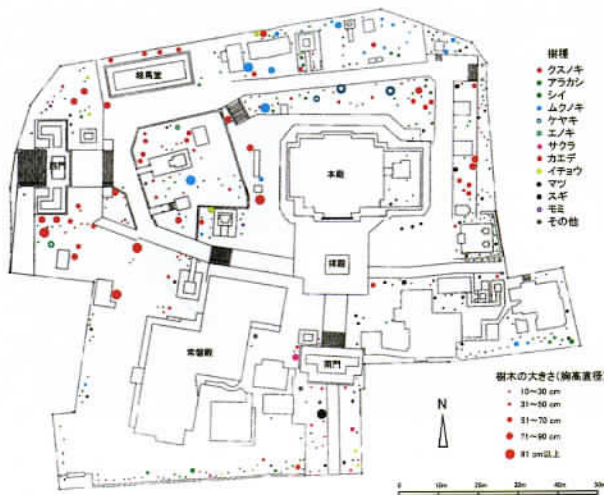 絵馬堂
西門
本殿
拝殿
常磐殿
南門
樹種
クスノキ
アラカシ
シイ
ムクノキ
ケヤキ
エノキ
サクラ
カエデ
イチョウ
マツ
スギ
モミ
その他
樹木の大きさ(胸高直径)
10〜30 cm
31〜50 cm
51〜70 cm
71〜90 cm
91 cm以上
N
0 10m 20m 30m 40m 50m